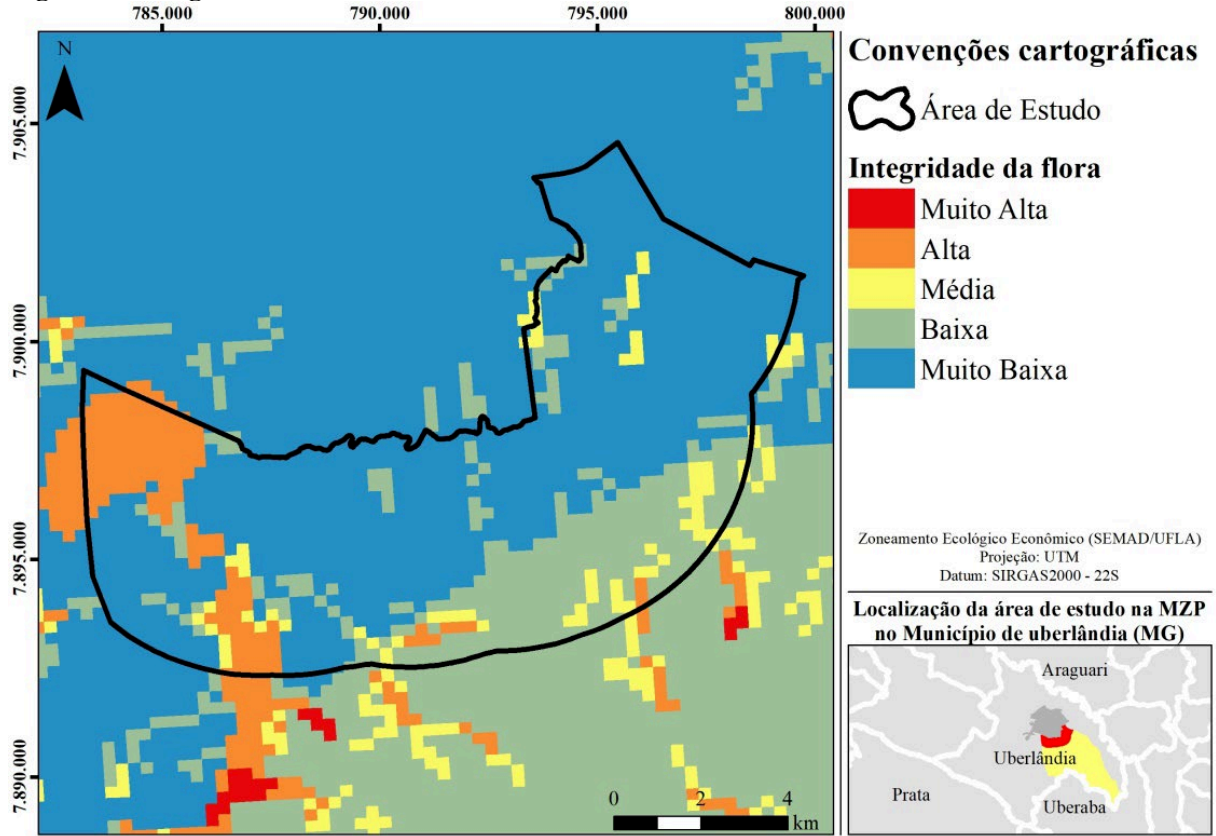 785.000
790.000
795.000
800.000
7.905.000
7.900.000
7.895.000
7.890.000
N
0
2
4
km
Convenções cartográficas
Área de Estudo
Integridade da flora
Muito Alta
Alta
Média
Baixa
Muito Baixa
Zoneamento Ecológico Econômico (SEMAD/UFLA)
Projeção: UTM
Datum: SIRGAS2000 - 22S
Localização da área de estudo na MZP
no Município de uberlândia (MG)
Araguari
Uberlândia
Prata
Uberaba